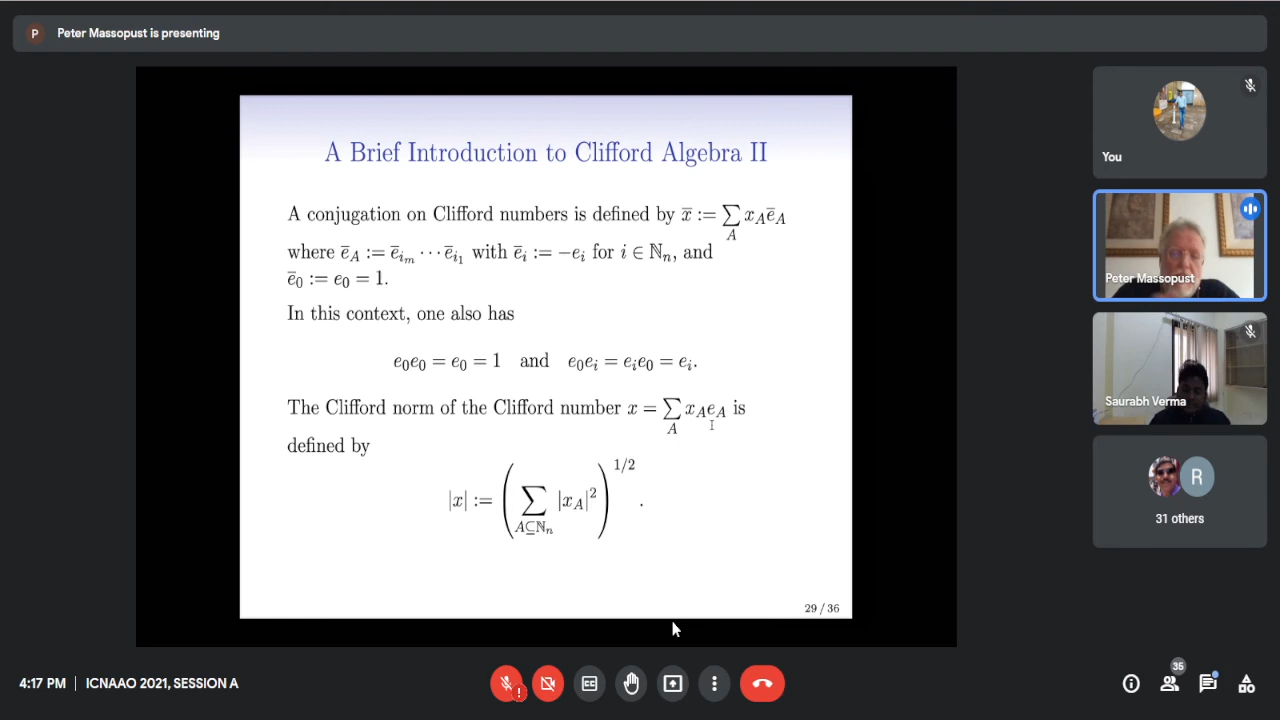 P Peter Massopust is presenting
A Brief Introduction to Clifford Algebra II
A conjugation on Clifford numbers is defined by x̄ := ∑_A x_A ē_A
where ē_A := ē_{i_m} ⋯ ē_{i_1} with ē_i := −e_i for i ∈ ℕ_n, and
ē_0 := e_0 = 1.
In this context, one also has
e_0e_0 = e_0 = 1 and e_0e_i = e_ie_0 = e_i.
The Clifford norm of the Clifford number x = ∑_A x_A e_A is
defined by
|x| := (∑_{A⊆ℕ_n} |x_A|²)^{1/2}.
29 / 36
You
Peter Massopust
Saurabh Verma
R
31 others
4:17 PM | ICNAAO 2021, SESSION A
!
CC
35